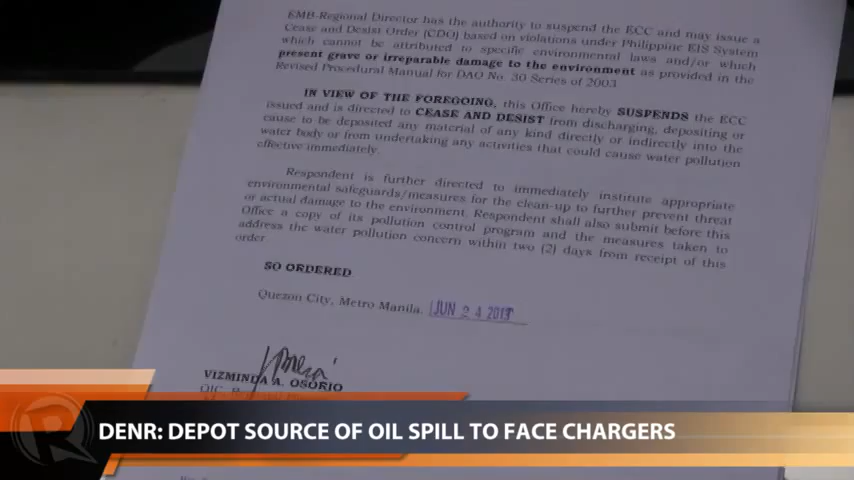 EMB-Regional Director has the authority to suspend the ECC and may issue a
Cease and Desist Order (CDO) based on violations under Philippine EIS System
which cannot be attributed to specific environmental laws and/or which
present grave or irreparable damage to the environment as provided in the
Revised Procedural Manual for DAO No. 30 Series of 2003
IN VIEW OF THE FOREGOING, this Office hereby SUSPENDS the ECC
issued and is directed to CEASE AND DESIST from discharging, depositing or
cause to be deposited any material of any kind directly or indirectly into the
water body or from undertaking any activities that could cause water pollution
effective immediately.
Respondent is further directed to immediately institute appropriate
environmental safeguards/measures for the clean-up to further prevent threat
or actual damage to the environment. Respondent shall also submit before this
Office a copy of its pollution control program and the measures taken to
address the water pollution concern within two (2) days from receipt of this
order.
SO ORDERED
Quezon City, Metro Manila. JUN 24 2013
VIZMINDA A. OSORIO
DENR: DEPOT SOURCE OF OIL SPILL TO FACE CHARGERS